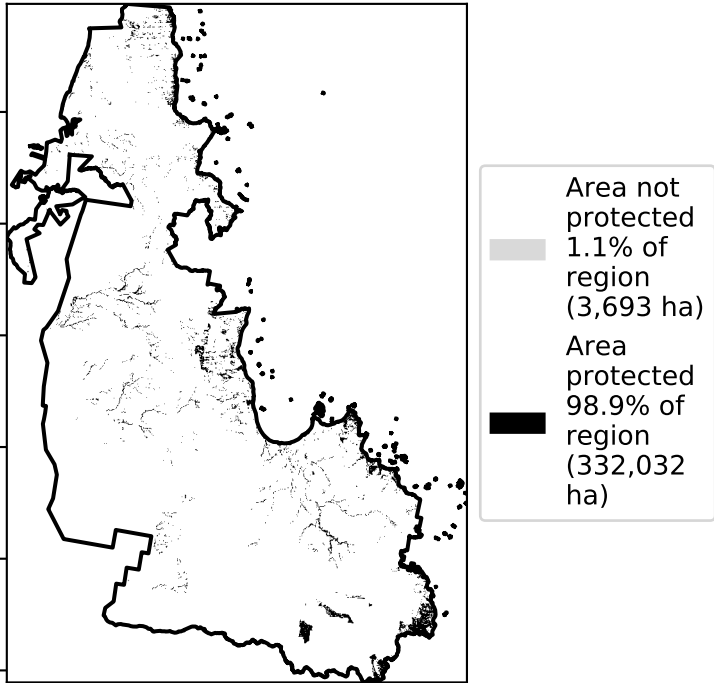 Area not
protected
1.1% of
region
(3,693 ha)
Area
protected
98.9% of
region
(332,032
ha)